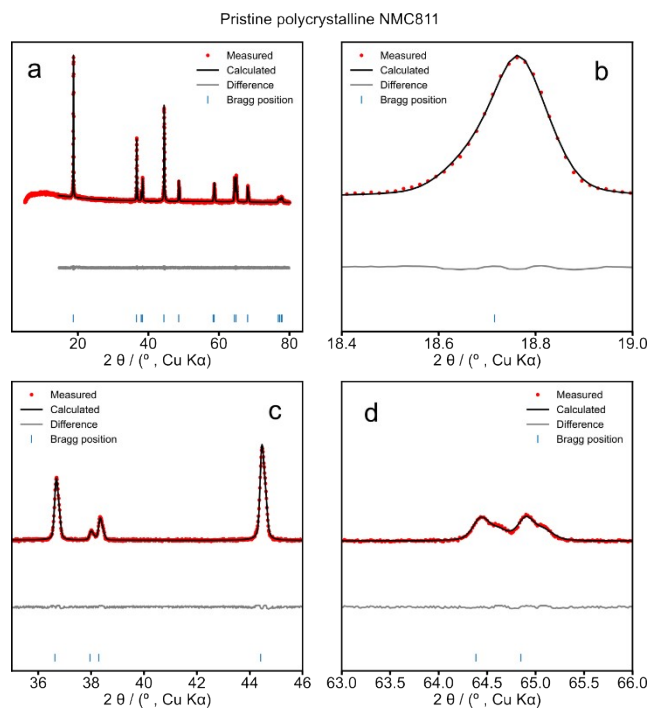 Pristine polycrystalline NMC811
a
Measured
Calculated
Difference
Bragg position
20 40 60 80
2 θ / (º , Cu Kα)
b
Measured
Calculated
Difference
Bragg position
18.4 18.6 18.8 19.0
2 θ / (º , Cu Kα)
c
Measured
Calculated
Difference
Bragg position
36 38 40 42 44 46
2 θ / (º , Cu Kα)
d
Measured
Calculated
Difference
Bragg position
63.0 63.5 64.0 64.5 65.0 65.5 66.0
2 θ / (º , Cu Kα)